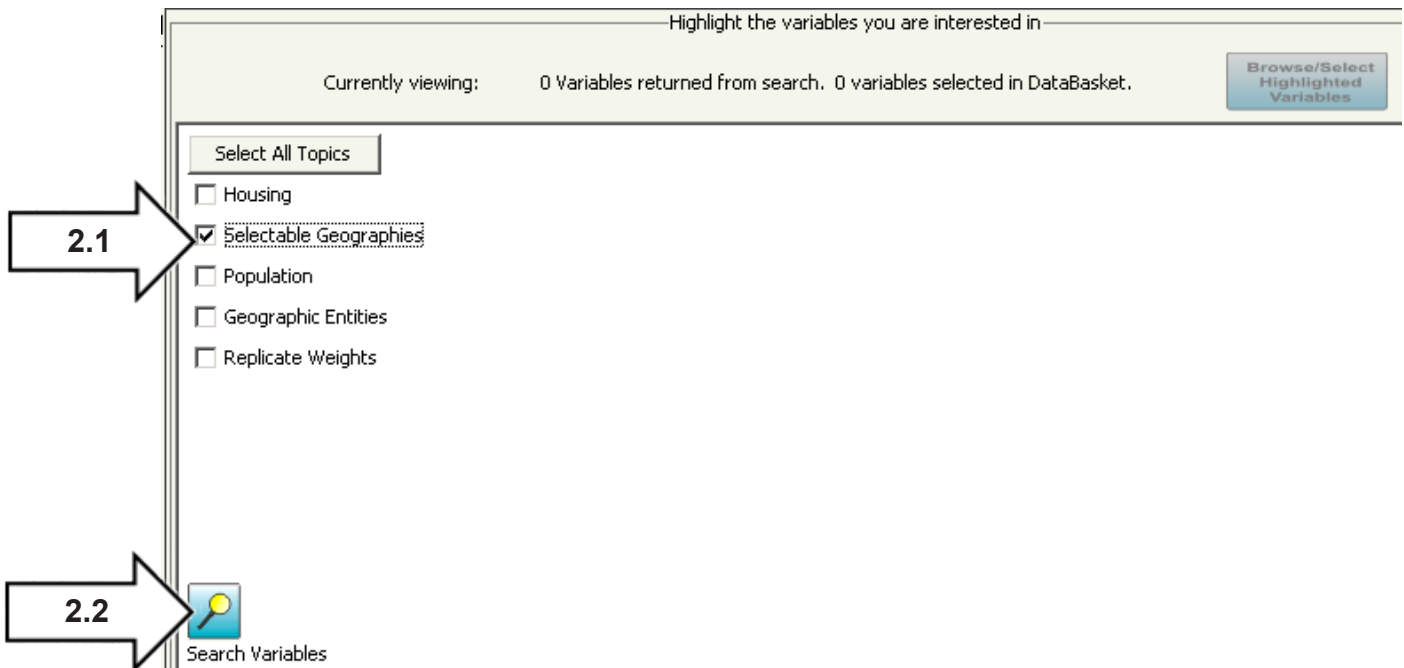 Highlight the variables you are interested in
Currently viewing: 0 Variables returned from search. 0 variables selected in DataBasket.
Browse/Select
Highlighted
Variables
Select All Topics
Housing
2.1
Selectable Geographies
Population
Geographic Entities
Replicate Weights
2.2
Search Variables